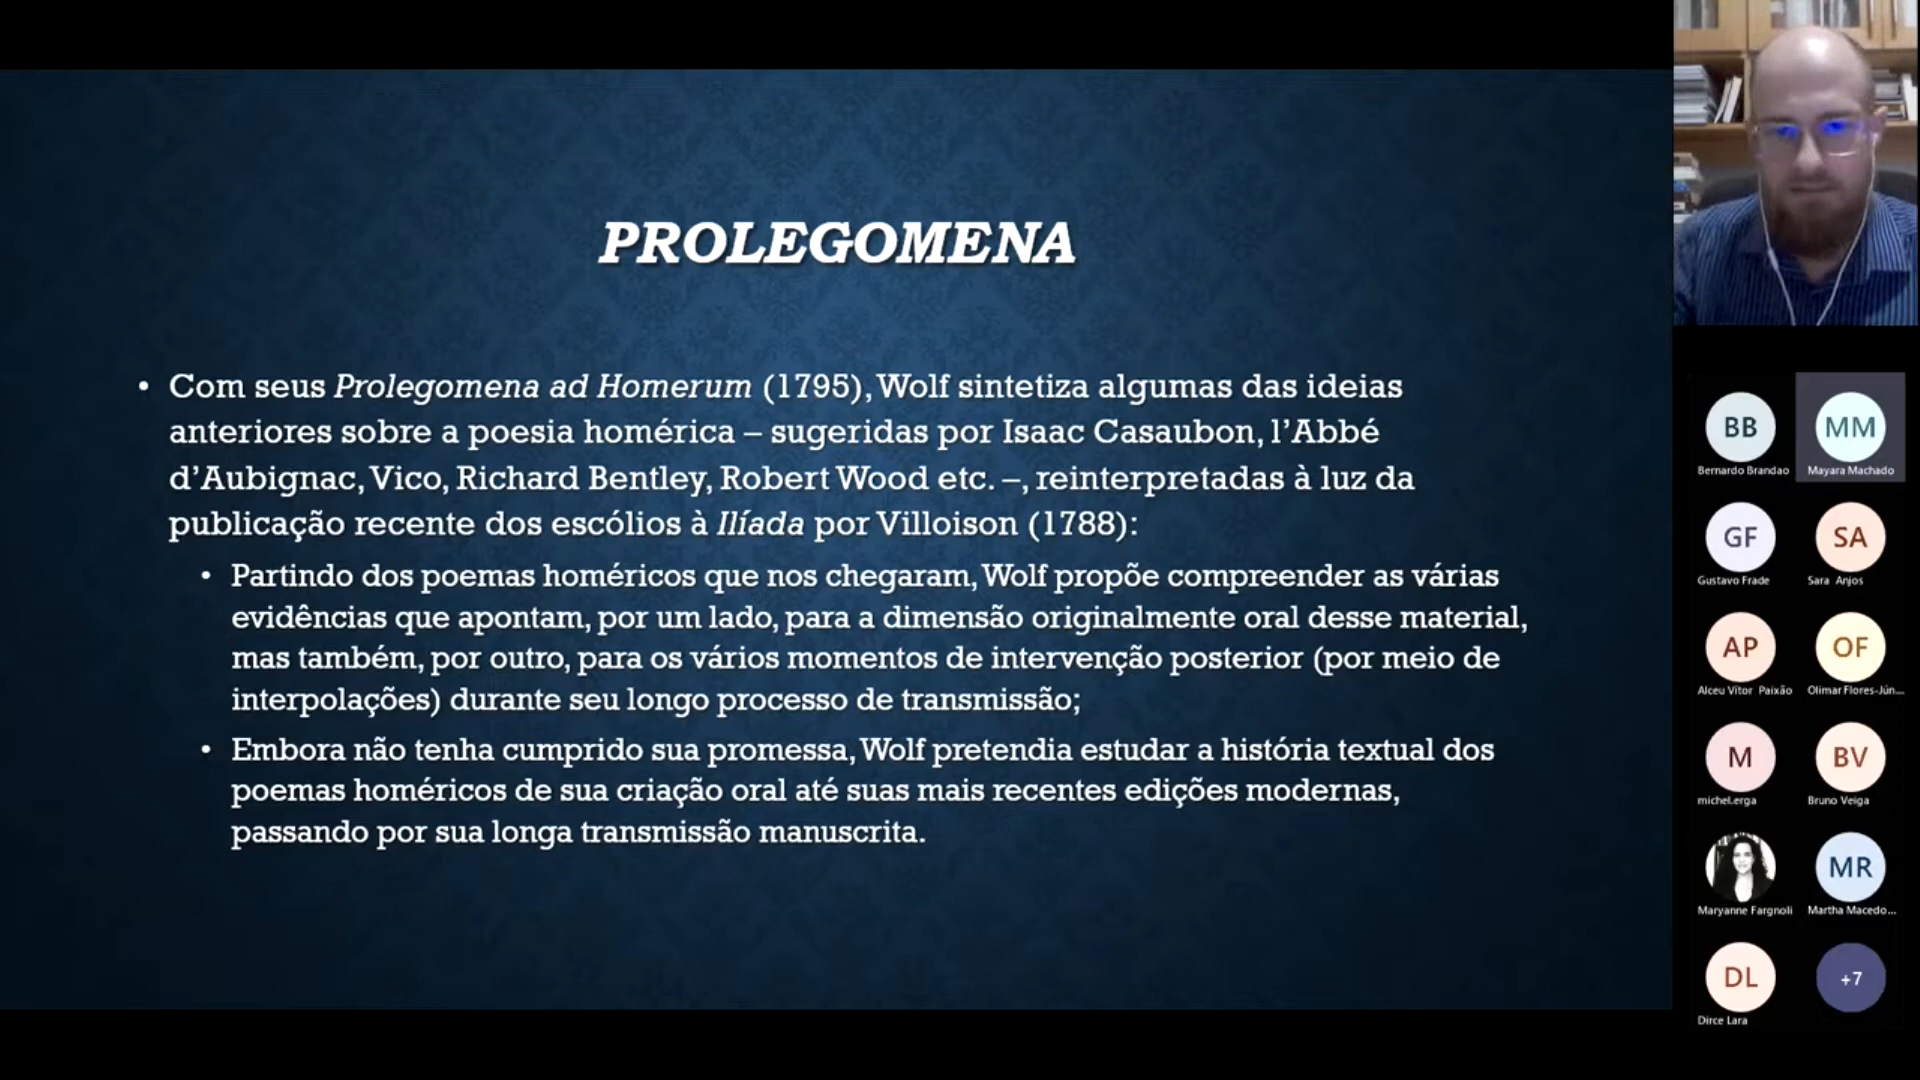 PROLEGOMENA
• Com seus Prolegomena ad Homerum (1795), Wolf sintetiza algumas das ideias
anteriores sobre a poesia homérica – sugeridas por Isaac Casaubon, l’Abbé
d’Aubignac, Vico, Richard Bentley, Robert Wood etc. –, reinterpretadas à luz da
publicação recente dos escólios à Ilíada por Villoison (1788):
• Partindo dos poemas homéricos que nos chegaram, Wolf propõe compreender as várias
evidências que apontam, por um lado, para a dimensão originalmente oral desse material,
mas também, por outro, para os vários momentos de intervenção posterior (por meio de
interpolações) durante seu longo processo de transmissão;
• Embora não tenha cumprido sua promessa, Wolf pretendia estudar a história textual dos
poemas homéricos de sua criação oral até suas mais recentes edições modernas,
passando por sua longa transmissão manuscrita.
BB MM
Bernardo Brandao Mayara Machado
GF SA
Gustavo Frade Sara Anjos
AP OF
Alceu Vitor Paixão Olimar Flores-Jún...
M BV
michel.erga Bruno Veiga
MR
Maryanne Fargnoli Martha Macedo...
DL +7
Dirce Lara